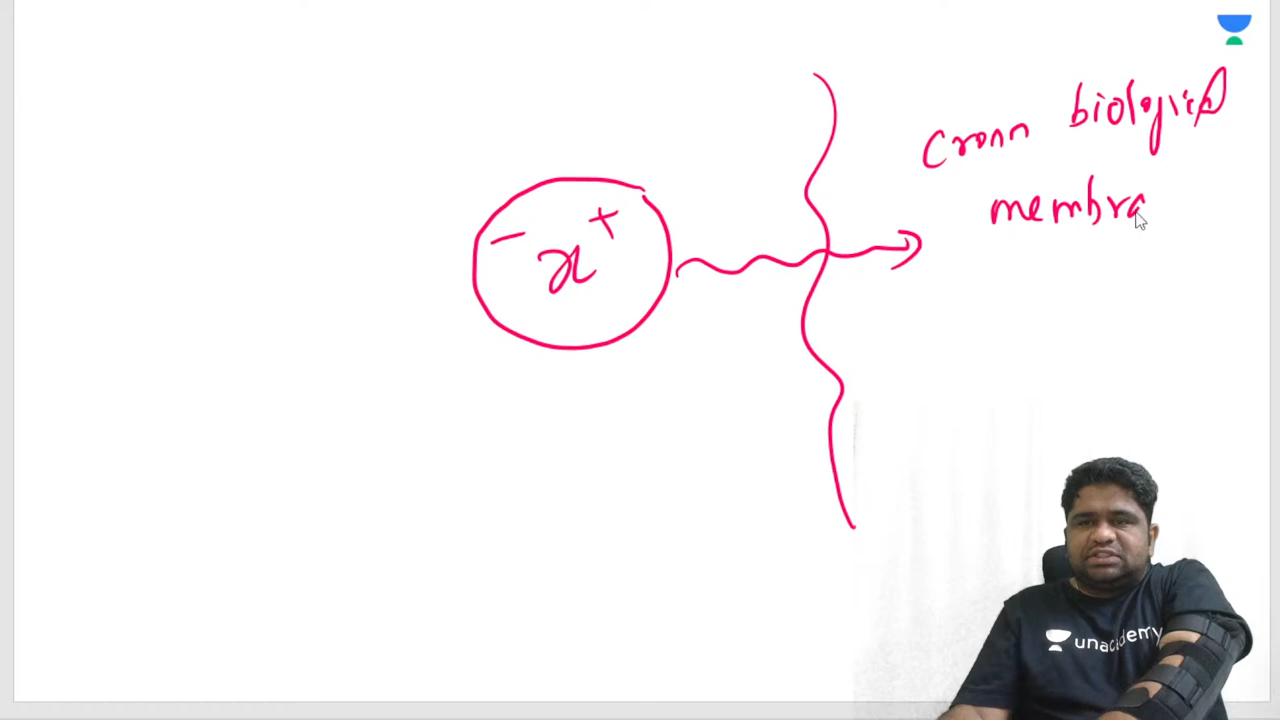 cross biological
membra
- x +
unacademy